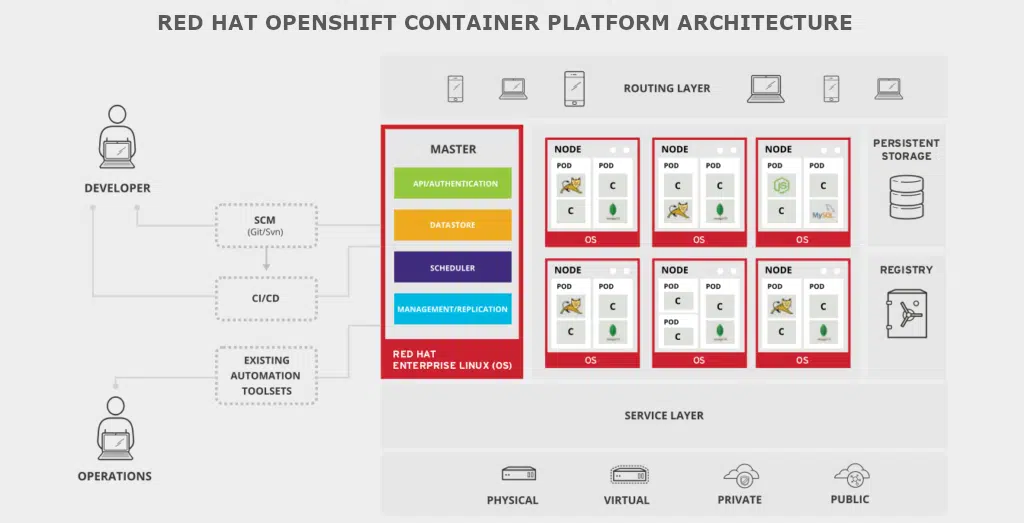 RED HAT OPENSHIFT CONTAINER PLATFORM ARCHITECTURE
ROUTING LAYER
DEVELOPER
SCM
(Git/Svn)
CI/CD
EXISTING
AUTOMATION
TOOLSETS
OPERATIONS
MASTER
API/AUTHENTICATION
DATASTORE
SCHEDULER
MANAGEMENT/REPLICATION
RED HAT
ENTERPRISE LINUX (OS)
NODE
POD POD
C
C
OS
NODE
POD POD
C C
OS
NODE
POD POD
JS C
C MySQL
OS
NODE
POD POD
C
C
OS
NODE
POD POD
C C
POD
C
OS
NODE
POD POD
C
C
OS
PERSISTENT
STORAGE
REGISTRY
SERVICE LAYER
PHYSICAL
VIRTUAL
PRIVATE
PUBLIC